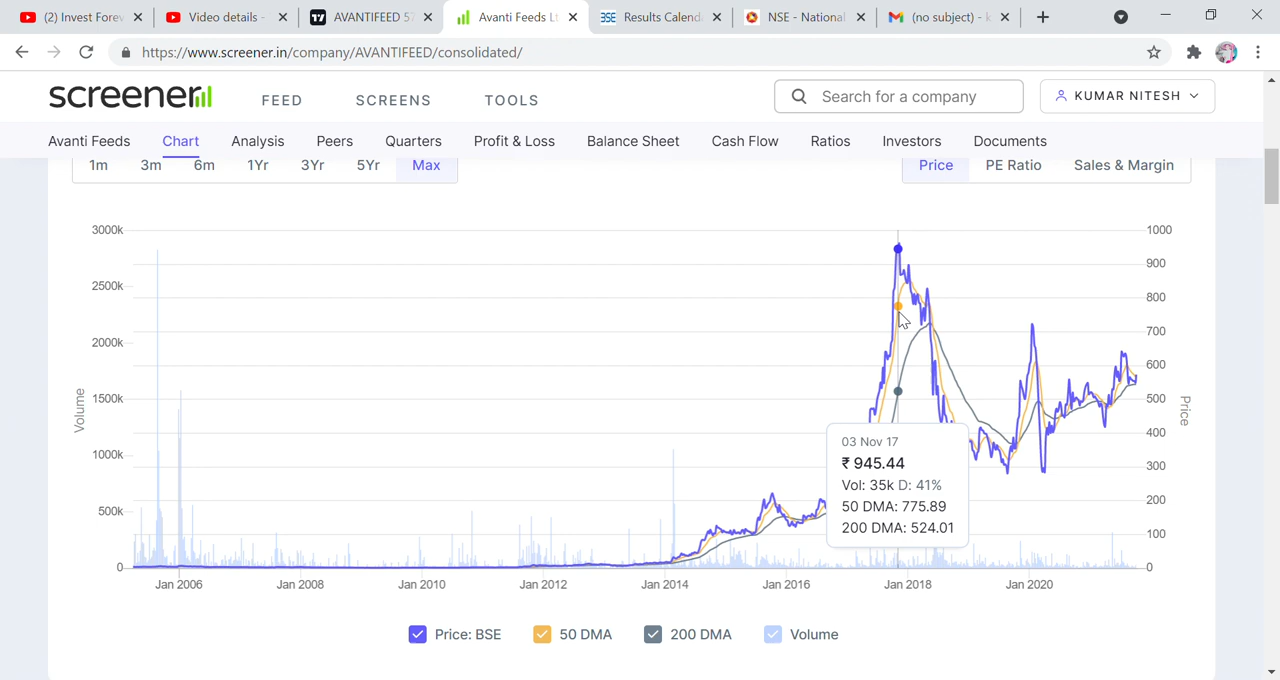 (2) Invest Forev
Video details -
AVANTIFEED 57
Avanti Feeds Lt
Results Calenda
NSE - National
(no subject) - k
https://www.screener.in/company/AVANTIFEED/consolidated/
screener
FEED
SCREENS
TOOLS
Search for a company
KUMAR NITESH
Avanti Feeds
Chart
Analysis
Peers
Quarters
Profit & Loss
Balance Sheet
Cash Flow
Ratios
Investors
Documents
1m 3m 6m 1Yr 3Yr 5Yr Max
Price PE Ratio Sales & Margin
3000k
2500k
2000k
1500k
1000k
500k
0
Volume
1000
900
800
700
600
500
400
300
200
100
0
Price
03 Nov 17
₹ 945.44
Vol: 35k D: 41%
50 DMA: 775.89
200 DMA: 524.01
Jan 2006 Jan 2008 Jan 2010 Jan 2012 Jan 2014 Jan 2016 Jan 2018 Jan 2020
Price: BSE
50 DMA
200 DMA
Volume